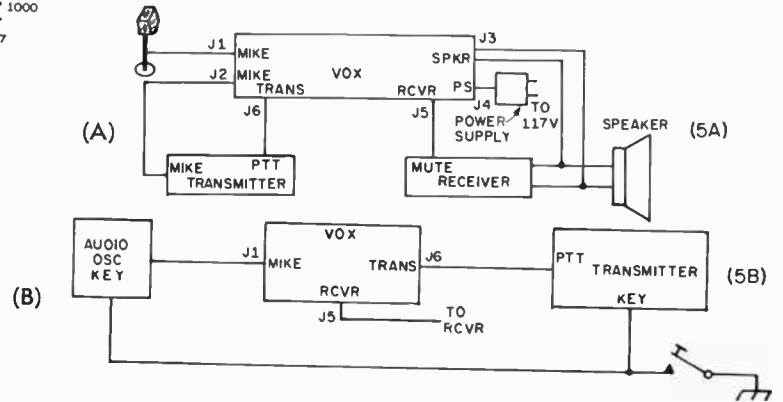 1000
7
J1
MIKE
J2
MIKE
TRANS
J6
VOX
RCVR
J5
J3
SPKR
PS
J4
POWER
SUPPLY
TO
117V
SPEAKER
(5A)
(A)
MIKE PTT
TRANSMITTER
MUTE
RECEIVER
(B)
AUDIO
OSC
KEY
J1
VOX
MIKE
TRANS
RCVR
J6
J5
TO
RCVR
PTT
TRANSMITTER
KEY
(5B)